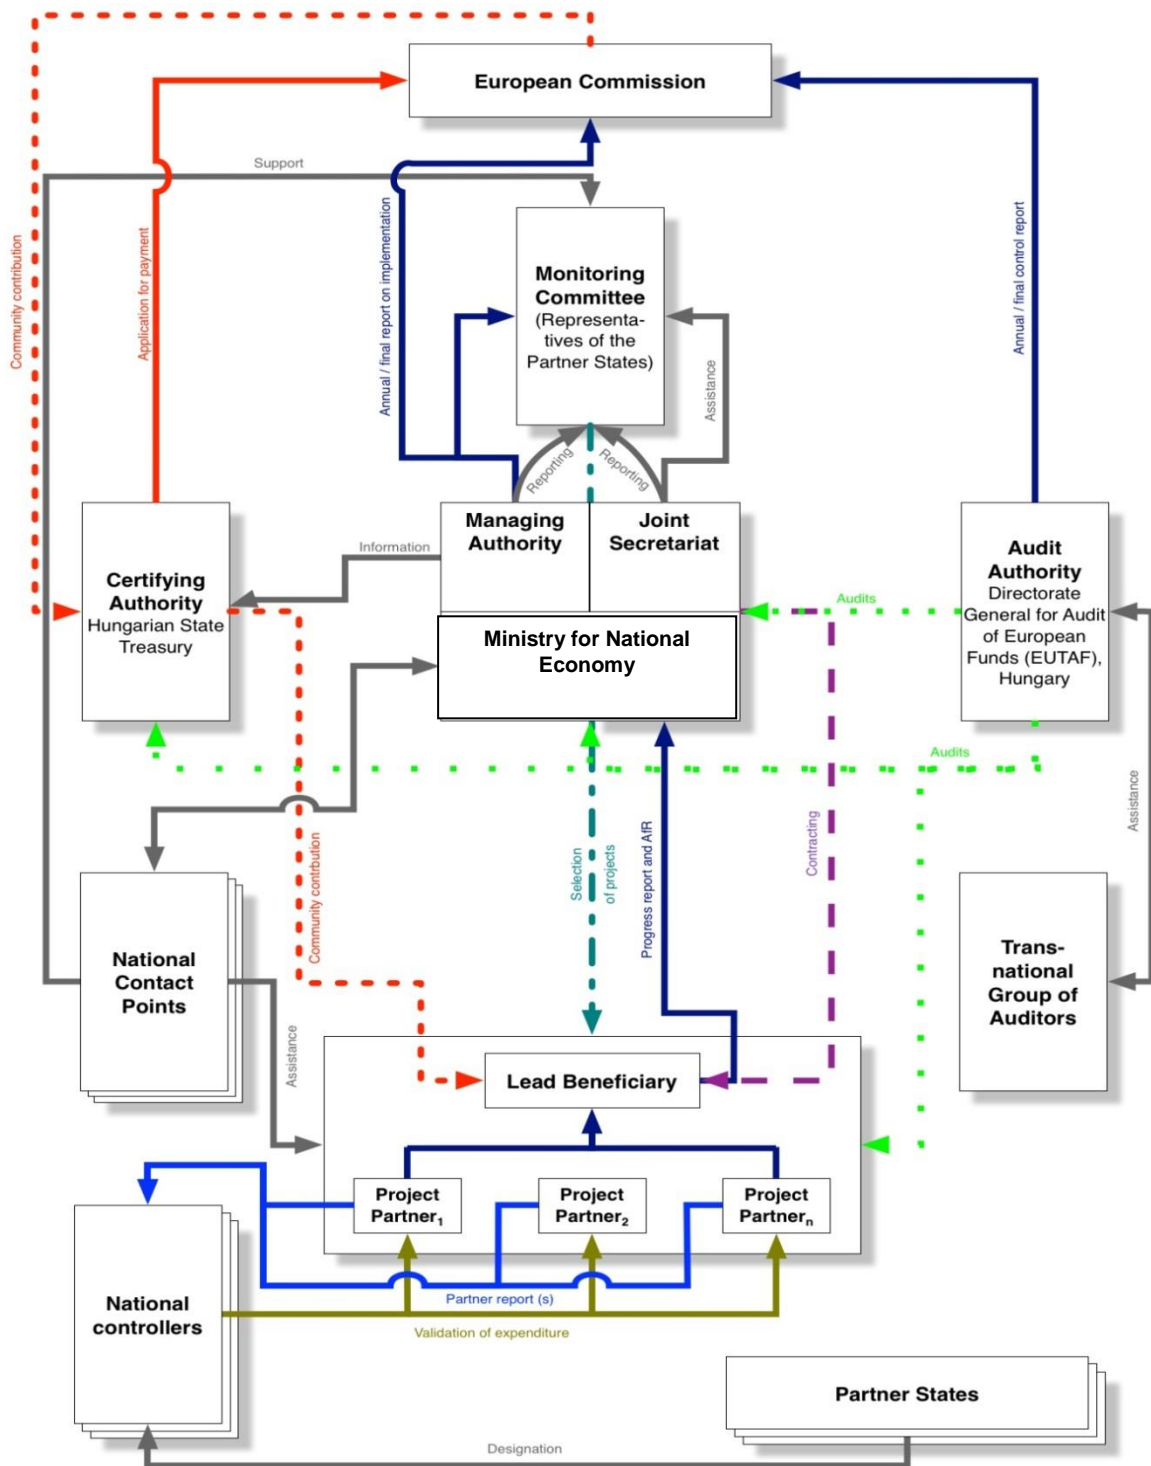 European Commission
Support
Community contribution
Application for payment
Annual / final report on implementation
Annual / final control report
Monitoring
Committee
(Representa-
tives of the
Partner States)
Assistance
Reporting
Reporting
Managing
Authority
Joint
Secretariat
Information
Certifying
Authority
Hungarian State
Treasury
Ministry for National
Economy
Audits
Audit
Authority
Directorate
General for Audit
of European
Funds (EUTAF),
Hungary
Audits
Assistance
Community contrbution
Selection
of projects
Progress report and AfR
Contracting
National
Contact
Points
Assistance
Trans-
national
Group of
Auditors
Lead Beneficiary
Project
Partner1
Project
Partner2
Project
Partnern
National
controllers
Partner report (s)
Validation of expenditure
Partner States
Designation